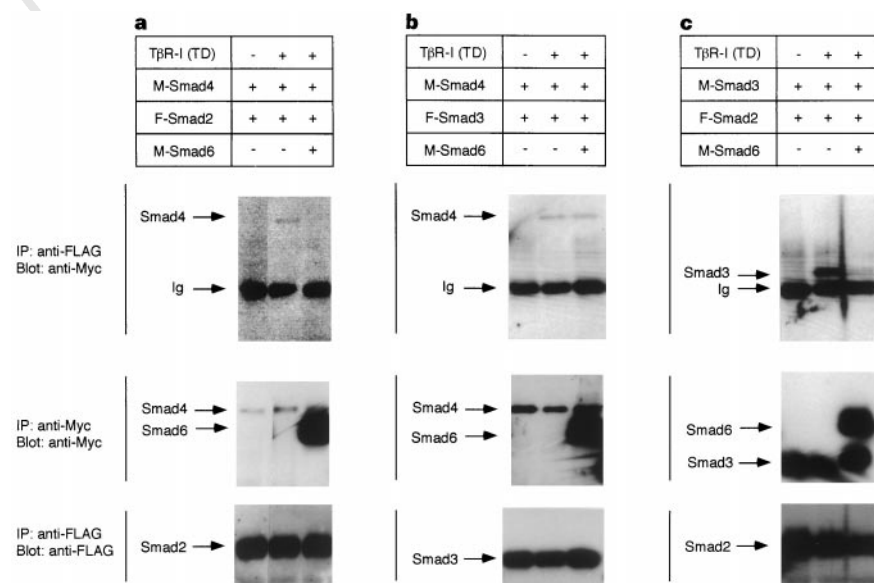 a
TβR-I (TD) - + +
M-Smad4 + + +
F-Smad2 + + +
M-Smad6 - - +
b
TβR-I (TD) - + +
M-Smad4 + + +
F-Smad3 + + +
M-Smad6 - - +
c
TβR-I (TD) - + +
M-Smad3 + + +
F-Smad2 + + +
M-Smad6 - - +
IP: anti-FLAG
Blot: anti-Myc
Smad4
Ig
Smad4
Ig
Smad3
Ig
IP: anti-Myc
Blot: anti-Myc
Smad4
Smad6
Smad4
Smad6
Smad6
Smad3
IP: anti-FLAG
Blot: anti-FLAG
Smad2
Smad3
Smad2